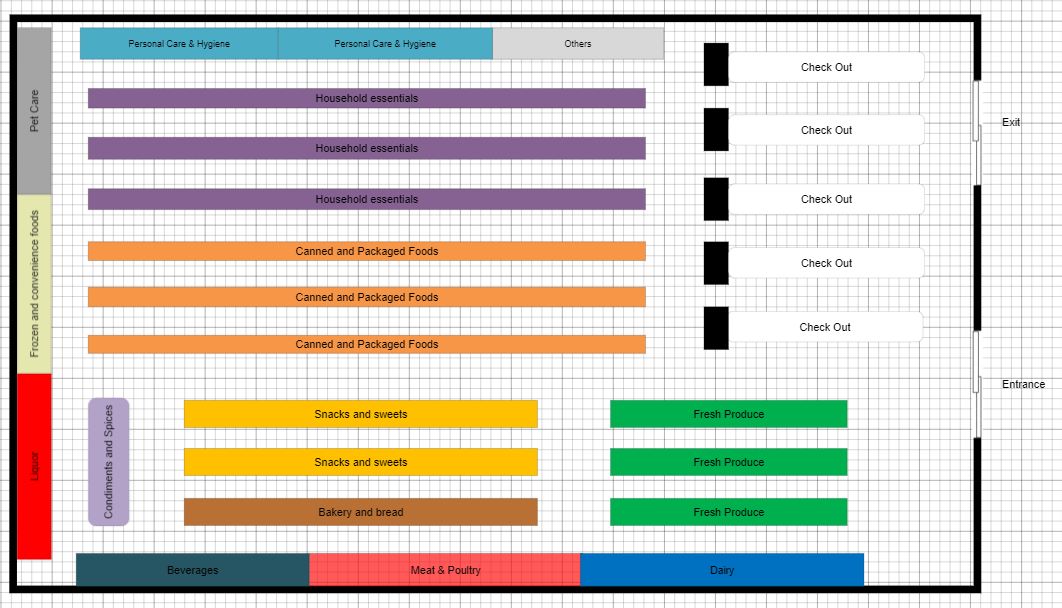 Personal Care & Hygiene
Personal Care & Hygiene
Others
Check Out
Pet Care
Household essentials
Exit
Check Out
Household essentials
Household essentials
Check Out
Frozen and convenience foods
Canned and Packaged Foods
Check Out
Canned and Packaged Foods
Check Out
Canned and Packaged Foods
Entrance
Liquor
Condiments and Spices
Snacks and sweets
Fresh Produce
Snacks and sweets
Fresh Produce
Bakery and bread
Fresh Produce
Beverages
Meat & Poultry
Dairy